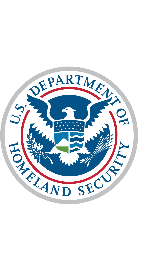 U.S. DEPARTMENT OF
HOMELAND SECURITY